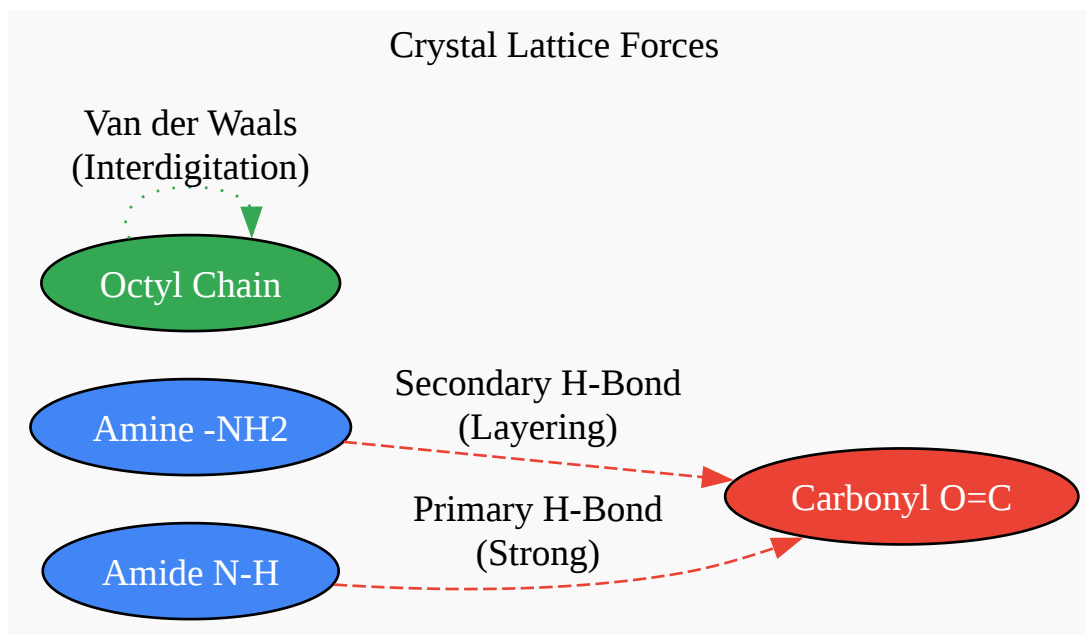 Crystal Lattice Forces
Van der Waals
(Interdigitation)
Octyl Chain
Secondary H-Bond
(Layering)
Amine -NH2
Carbonyl O=C
Primary H-Bond
(Strong)
Amide N-H